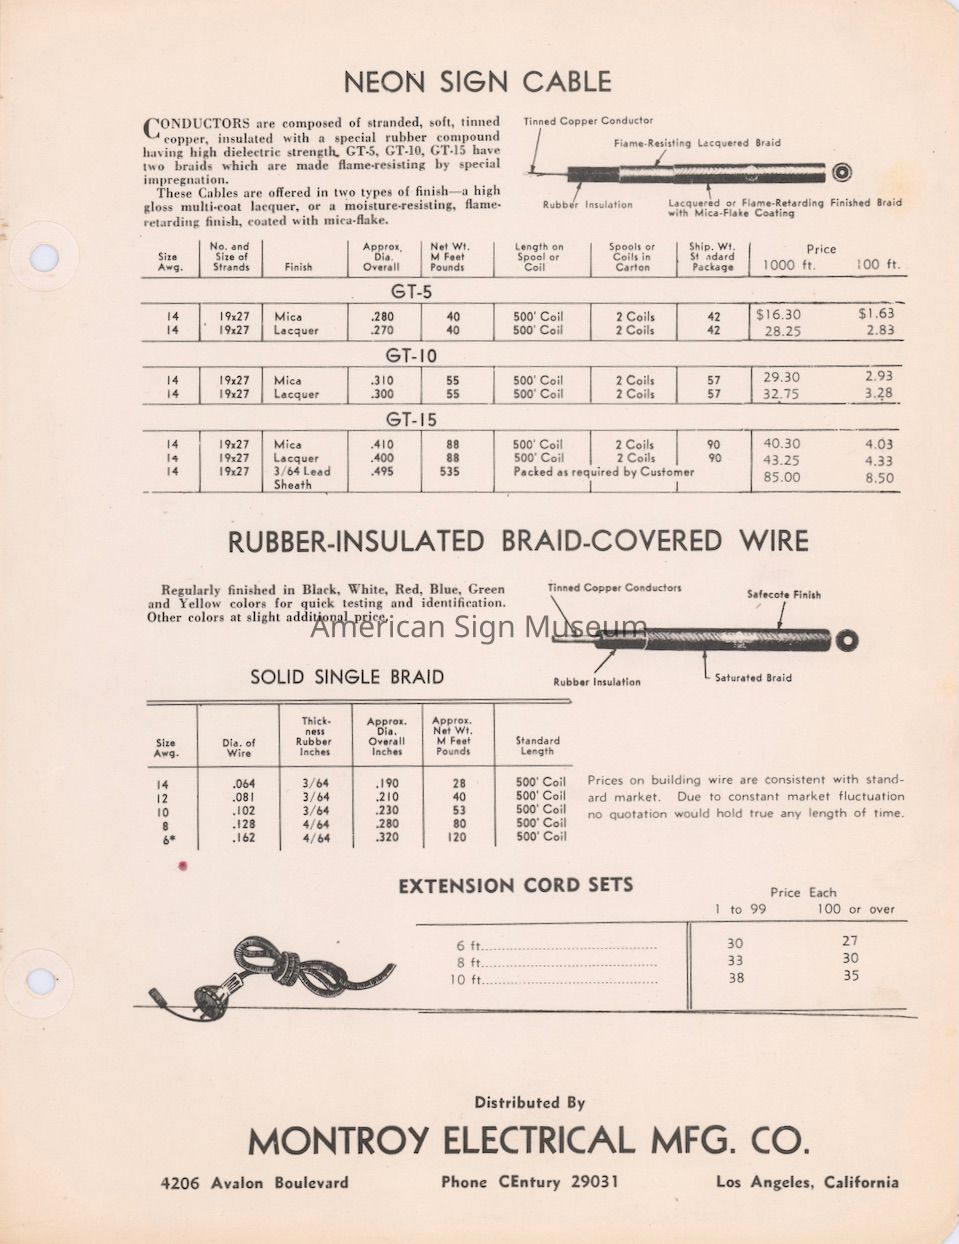 NEON SIGN CABLE
CONDUCTORS are composed of stranded, soft, tinned
copper, insulated with a special rubber compound
having high dielectric strength. GT-5, GT-10, GT-15 have
two braids which are made flame-resisting by special
impregnation.
These Cables are offered in two types of finish—a high
gloss multi-coat lacquer, or a moisture-resisting, flame-
retarding finish, coated with mica-flake.
Tinned Copper Conductor
Flame-Resisting Lacquered Braid
Rubber Insulation
Lacquered or Flame-Retarding Finished Braid
with Mica-Flake Coating
Size Awg. No. and Size of Strands Finish Approx. Dia. Overall Net Wt. M Feet Pounds Length on Spool or Coil Spools or Coils in Carton Ship. Wt. St ndard Package Price 1000 ft. 100 ft.
GT-5
14 19x27 Mica .280 40 500' Coil 2 Coils 42 $16.30 $1.63
14 19x27 Lacquer .270 40 500' Coil 2 Coils 42 28.25 2.83
GT-10
14 19x27 Mica .310 55 500' Coil 2 Coils 57 29.30 2.93
14 19x27 Lacquer .300 55 500' Coil 2 Coils 57 32.75 3.28
GT-15
14 19x27 Mica .410 88 500' Coil 2 Coils 90 40.30 4.03
14 19x27 Lacquer .400 88 500' Coil 2 Coils 90 43.25 4.33
14 19x27 3/64 Lead .495 535 Packed as required by Customer 85.00 8.50
Sheath
RUBBER-INSULATED BRAID-COVERED WIRE
Regularly finished in Black, White, Red, Blue, Green
and Yellow colors for quick testing and identification.
Other colors at slight additional price.
American Sign Museum
Tinned Copper Conductors
Safecote Finish
Rubber Insulation
Saturated Braid
SOLID SINGLE BRAID
Size Awg. Dia. of Wire Thick- ness Rubber Inches Approx. Dia. Overall Inches Approx. Net Wt. M Feet Pounds Standard Length
14 .064 3/64 .190 28 500' Coil
12 .081 3/64 .210 40 500' Coil
10 .102 3/64 .230 53 500' Coil
8 .128 4/64 .280 80 500' Coil
6* .162 4/64 .320 120 500' Coil
Prices on building wire are consistent with stand-
ard market. Due to constant market fluctuation
no quotation would hold true any length of time.
EXTENSION CORD SETS
Price Each
1 to 99 100 or over
6 ft. 30 27
8 ft. 33 30
10 ft. 38 35
Distributed By
MONTROY ELECTRICAL MFG. CO.
4206 Avalon Boulevard Phone CEntury 29031 Los Angeles, California